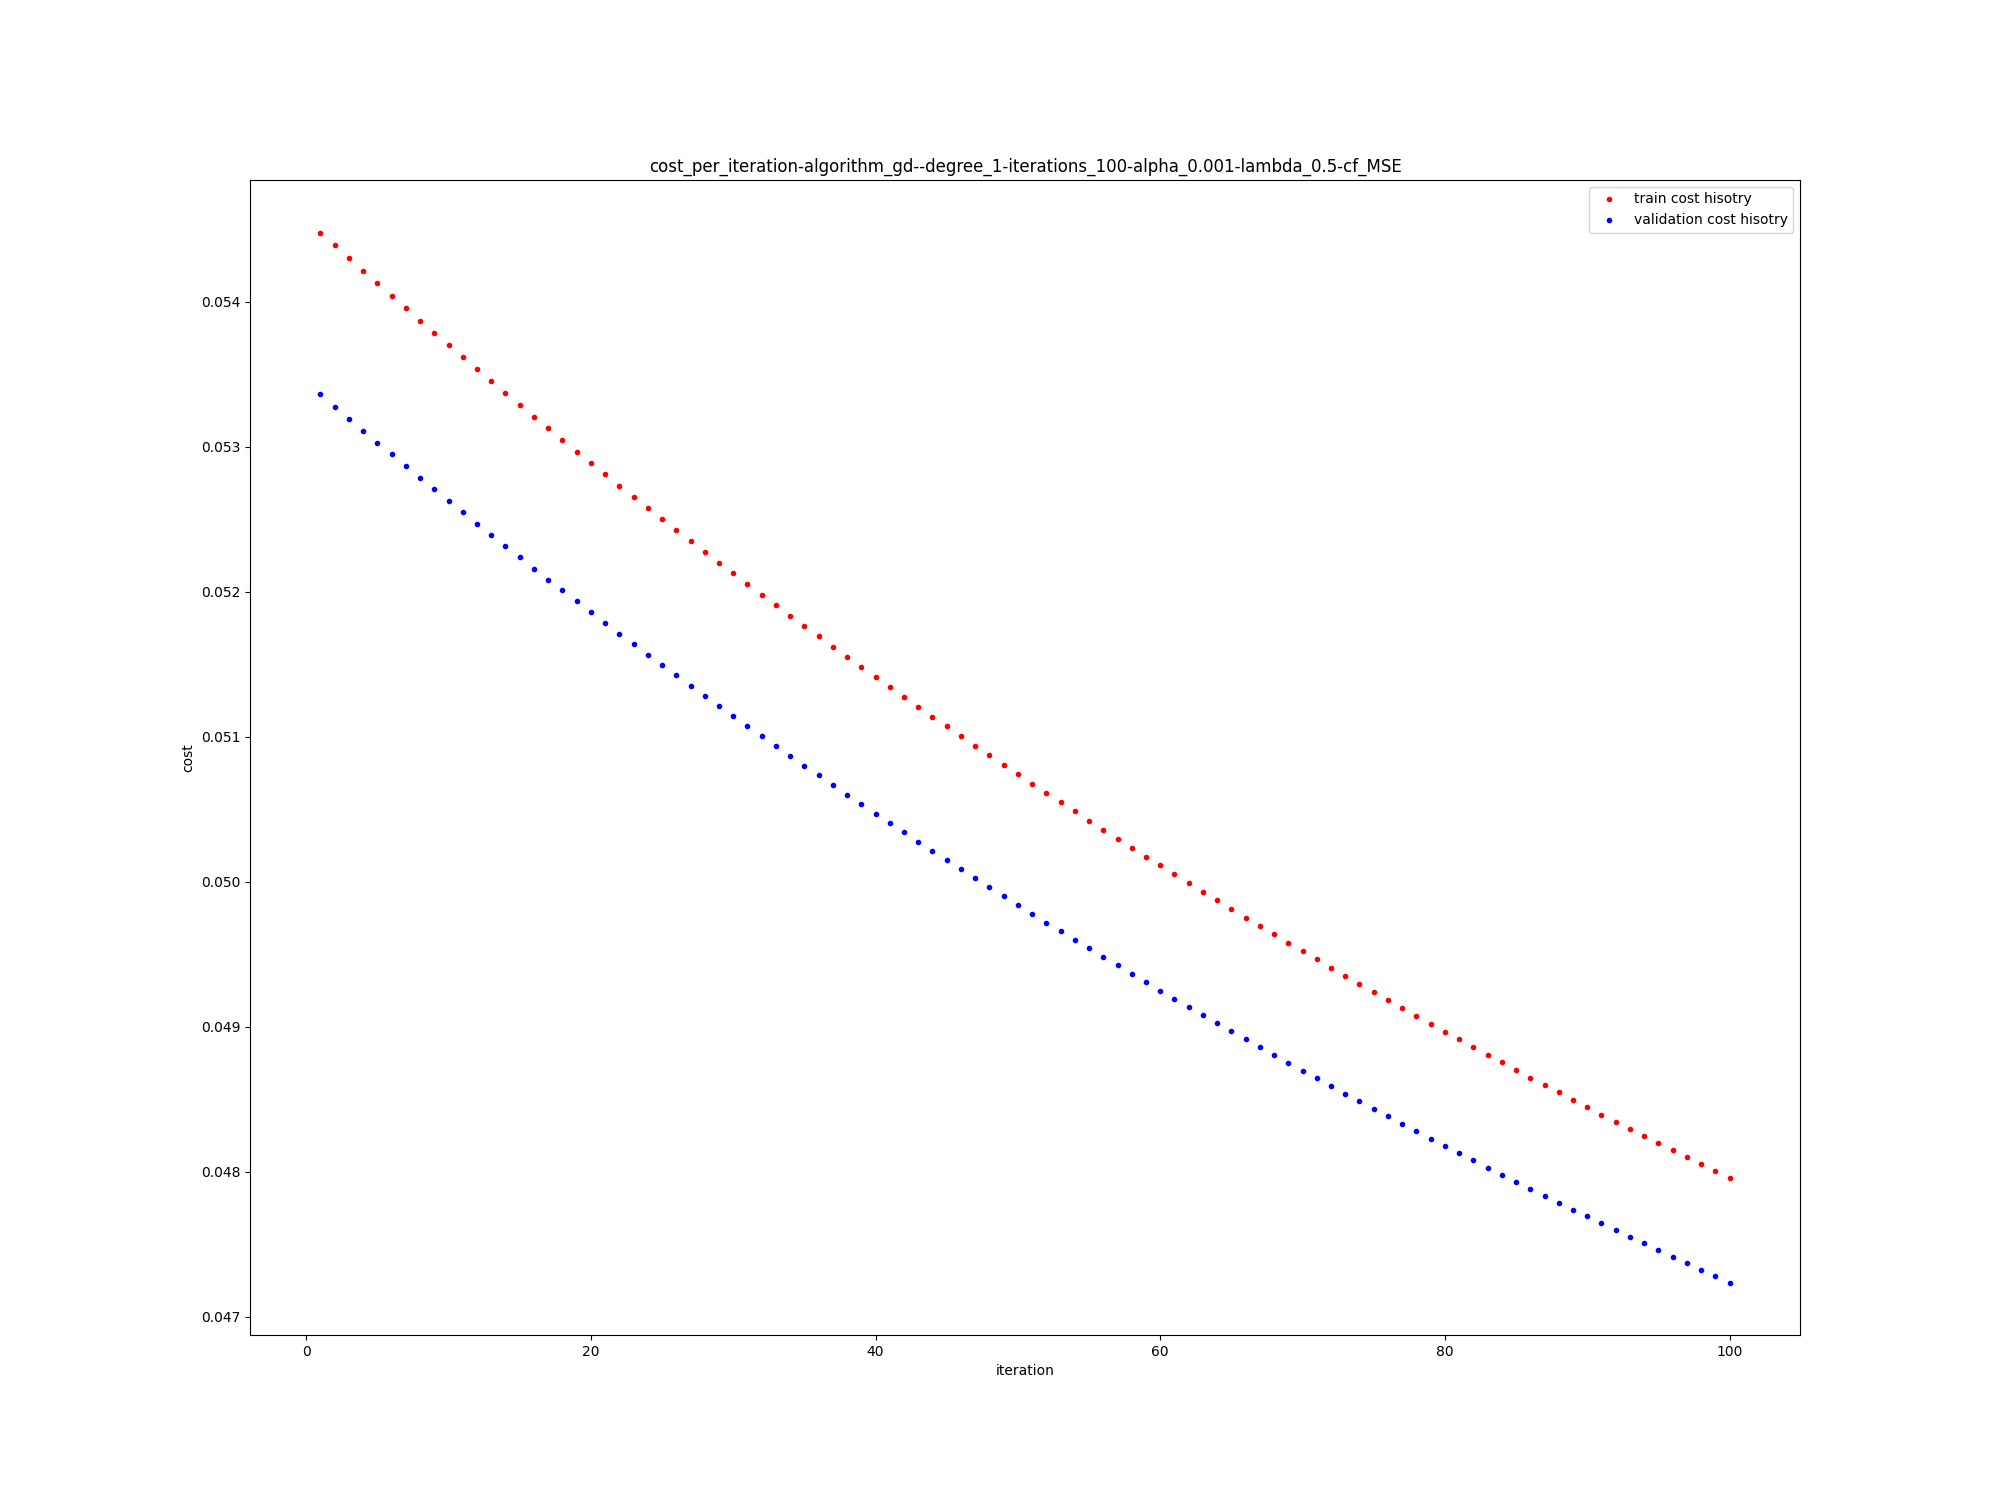 cost_per_iteration-algorithm_gd--degree_1-iterations_100-alpha_0.001-lambda_0.5-cf_MSE
train cost hisotry
validation cost hisotry
0.054
0.053
0.052
0.051
0.050
0.049
0.048
0.047
cost
0 20 40 60 80 100
iteration